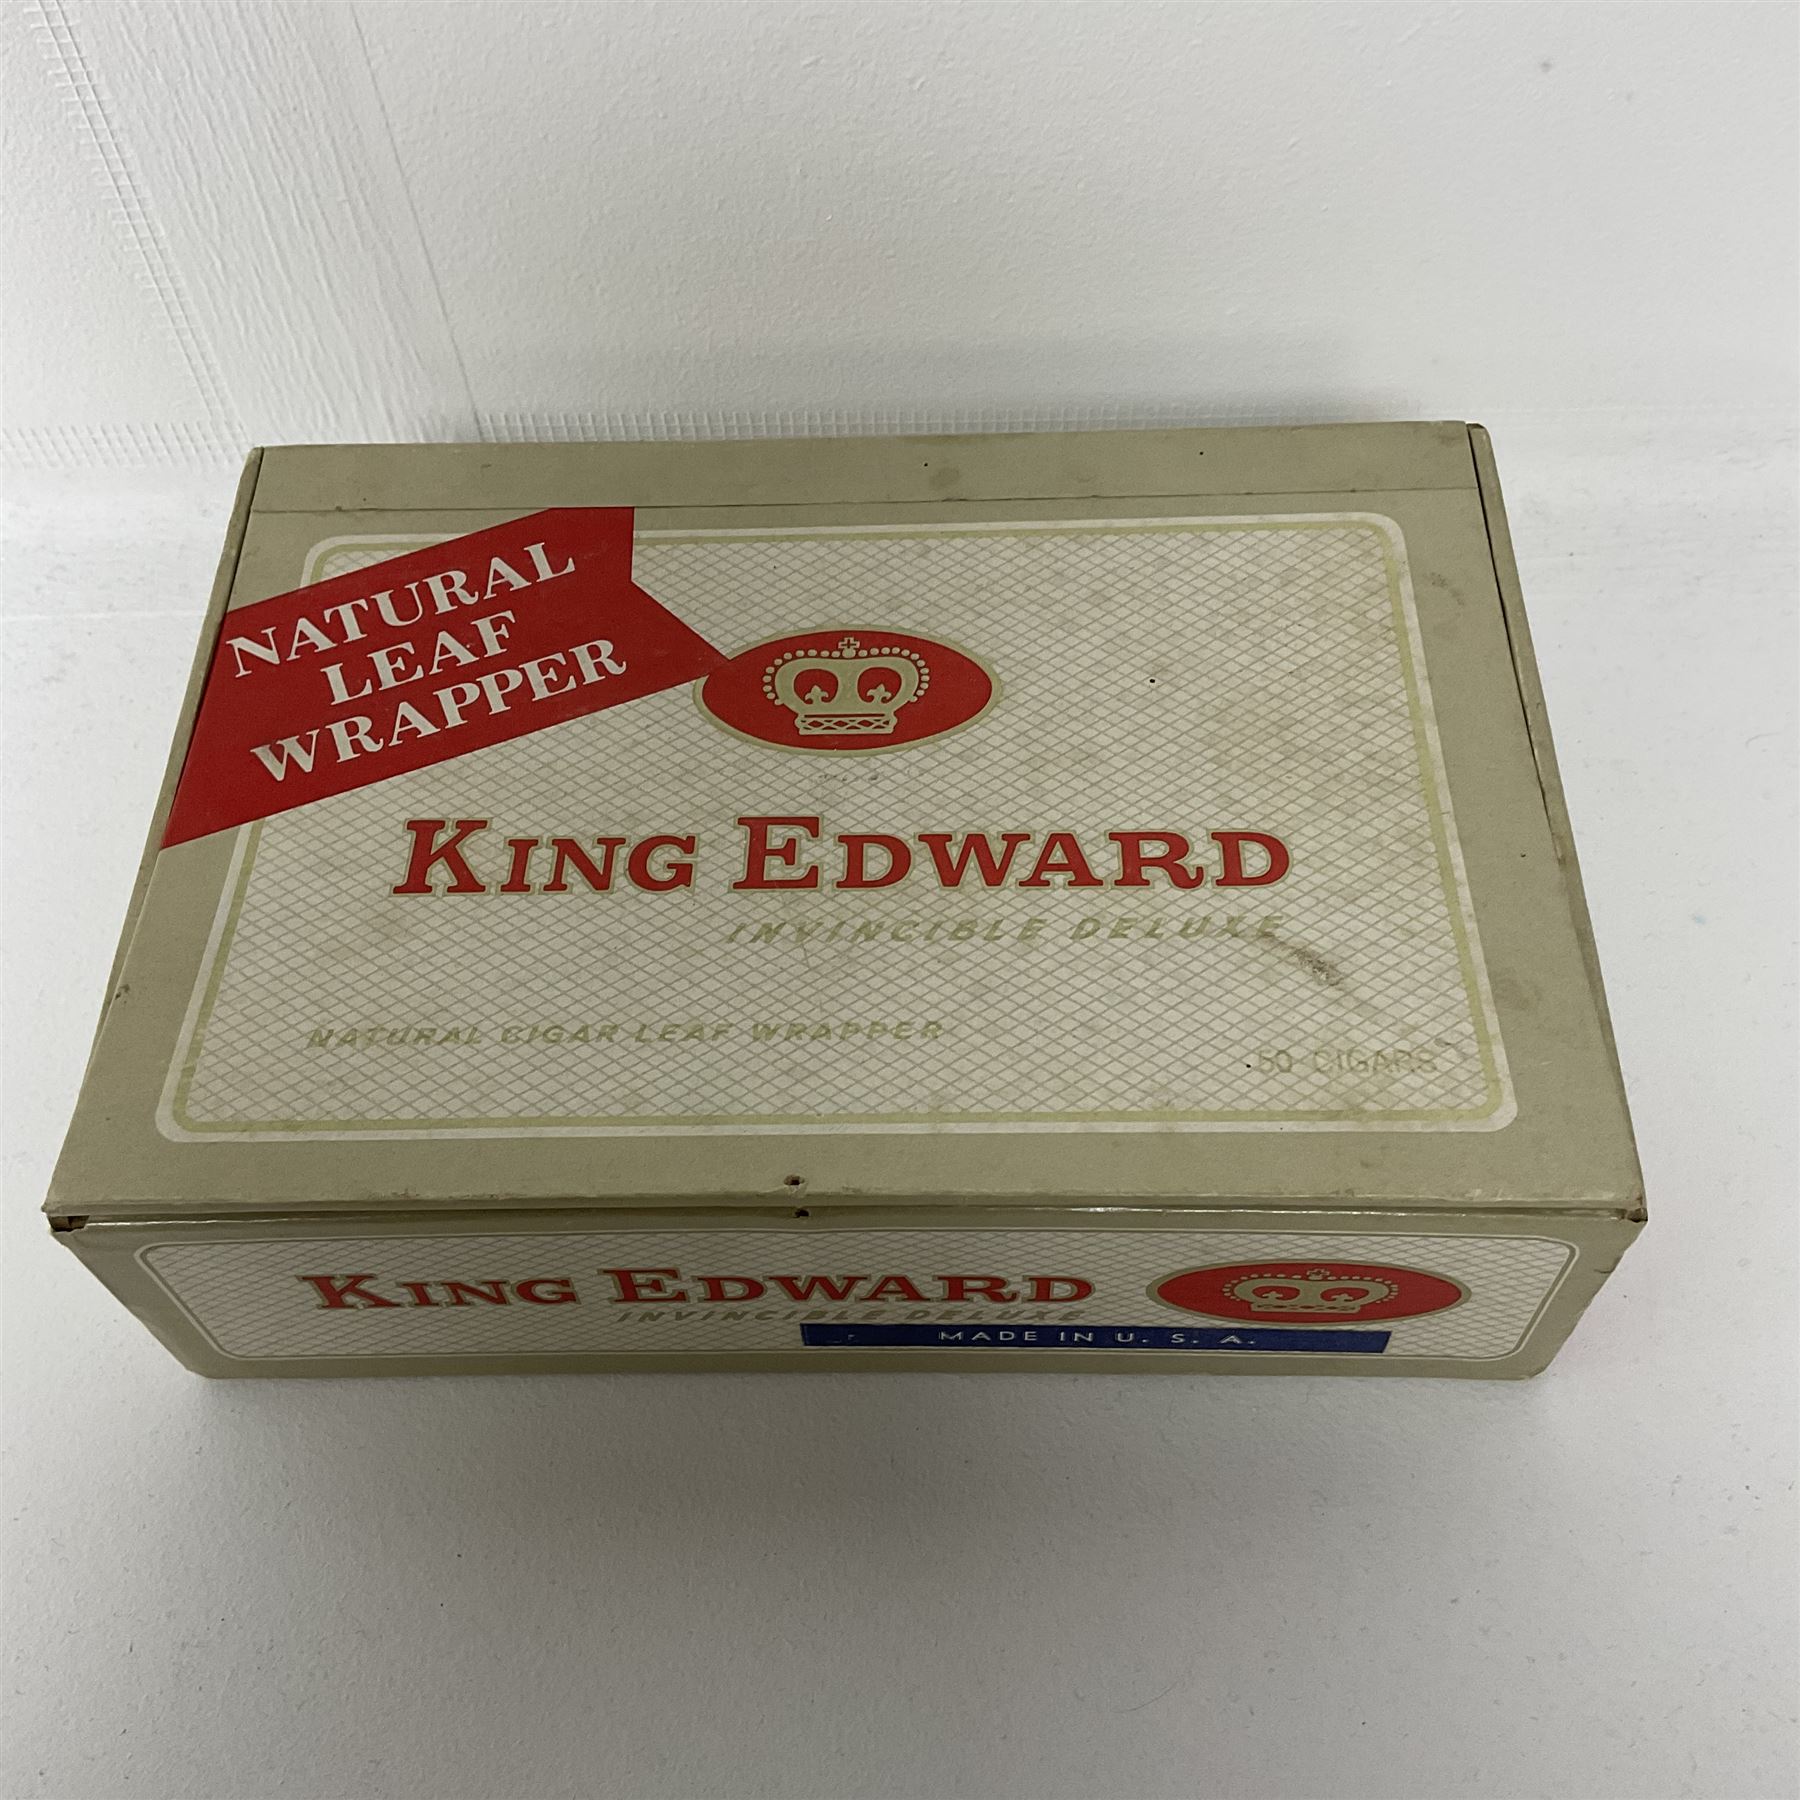 NATURAL
LEAF
WRAPPER
KING EDWARD
INVINCIBLE DELUXE
NATURAL CIGAR LEAF WRAPPER
50 CIGARS
KING EDWARD
INVINCIBLE DELUXE
MADE IN U. S. A.